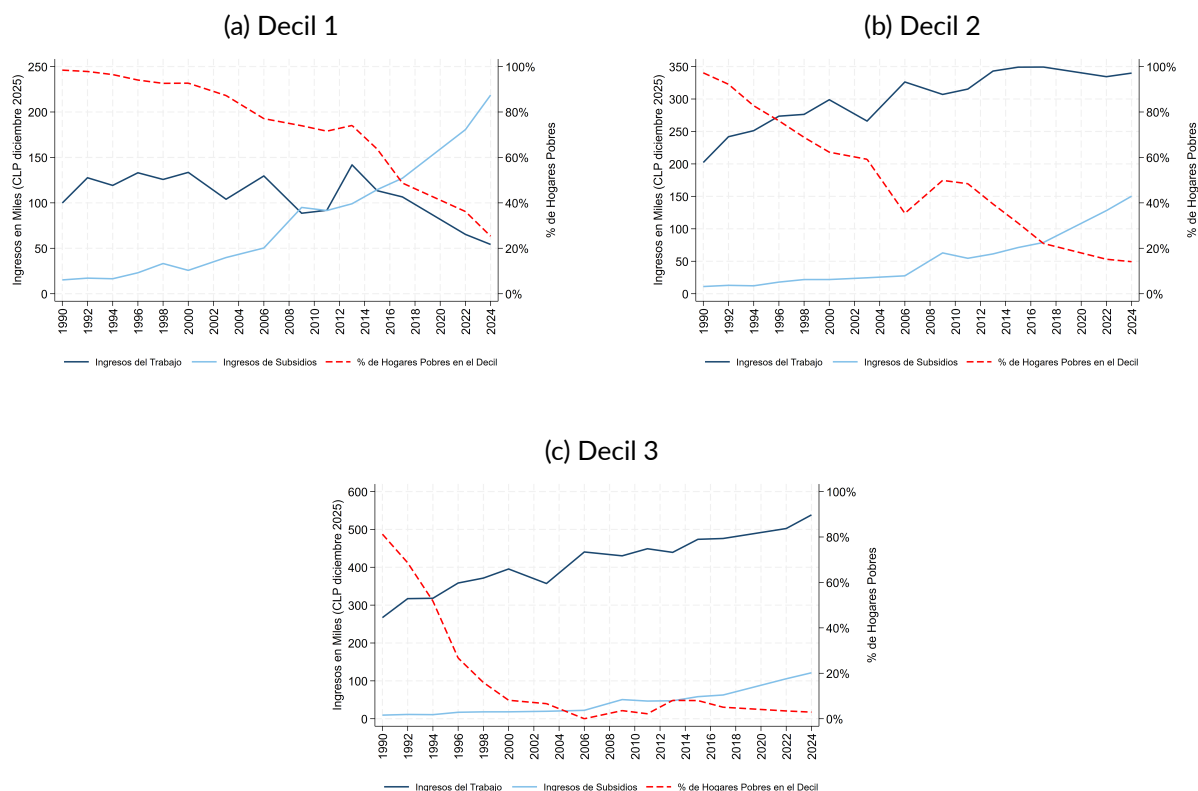 (a) Decil 1
Ingresos en Miles (CLP diciembre 2025)
250
200
150
100
50
0
100%
80%
60%
40%
20%
0%
% de Hogares Pobres
1990 1992 1994 1996 1998 2000 2002 2004 2006 2008 2010 2012 2014 2016 2018 2020 2022 2024
Ingresos del Trabajo Ingresos de Subsidios % de Hogares Pobres en el Decil
(b) Decil 2
Ingresos en Miles (CLP diciembre 2025)
350
300
250
200
150
100
50
0
100%
80%
60%
40%
20%
0%
% de Hogares Pobres
1990 1992 1994 1996 1998 2000 2002 2004 2006 2008 2010 2012 2014 2016 2018 2020 2022 2024
Ingresos del Trabajo Ingresos de Subsidios % de Hogares Pobres en el Decil
(c) Decil 3
Ingresos en Miles (CLP diciembre 2025)
600
500
400
300
200
100
0
100%
80%
60%
40%
20%
0%
% de Hogares Pobres
1990 1992 1994 1996 1998 2000 2002 2004 2006 2008 2010 2012 2014 2016 2018 2020 2022 2024
Ingresos del Trabajo Ingresos de Subsidios % de Hogares Pobres en el Decil